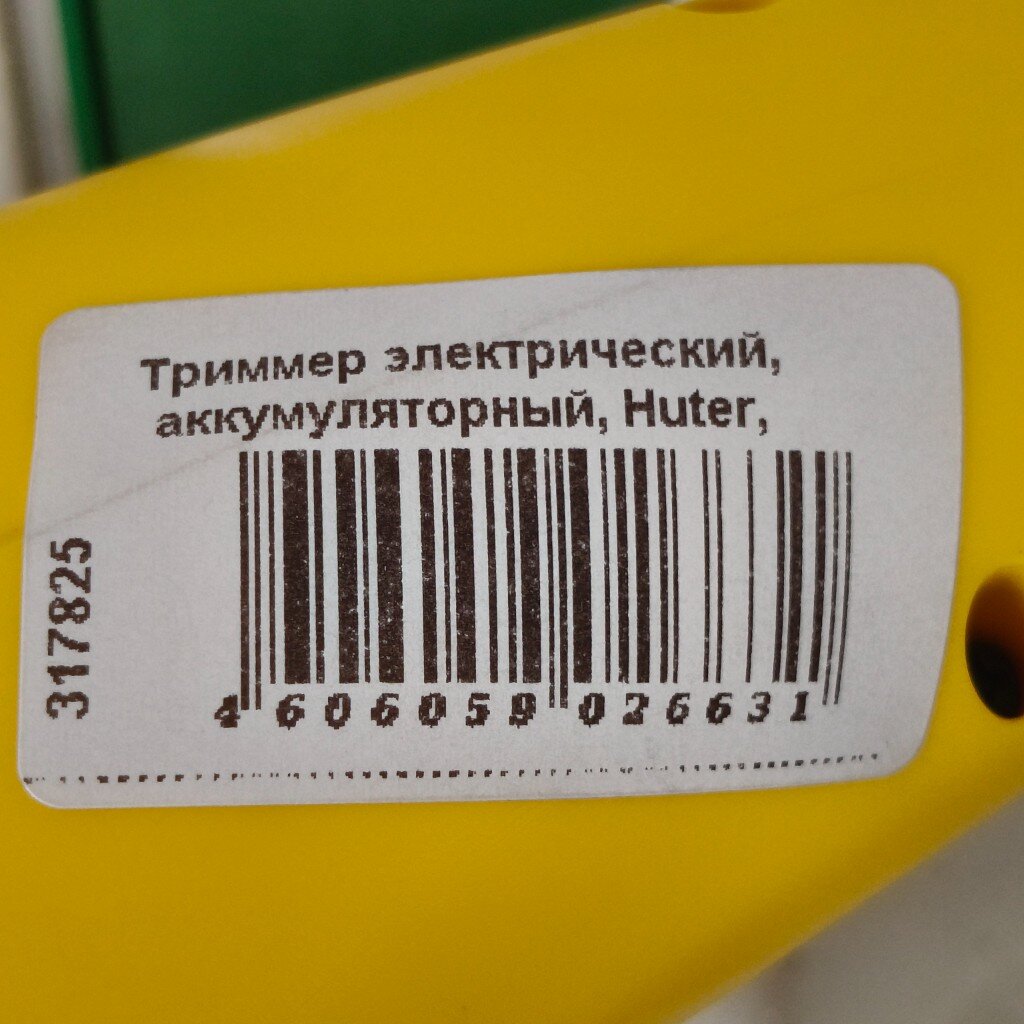 Триммер электрический,
аккумуляторный, Huter,
317825
4 606059 026631